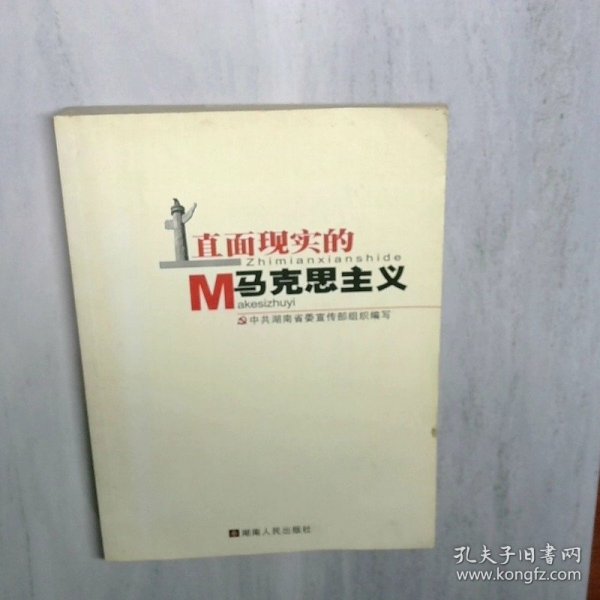 直面现实的
Zhimianxianshide
马克思主义
Makesizhuyi
中共湖南省委宣传部组织编写
湖南人民出版社
孔夫子旧书网
www.kongfz.com